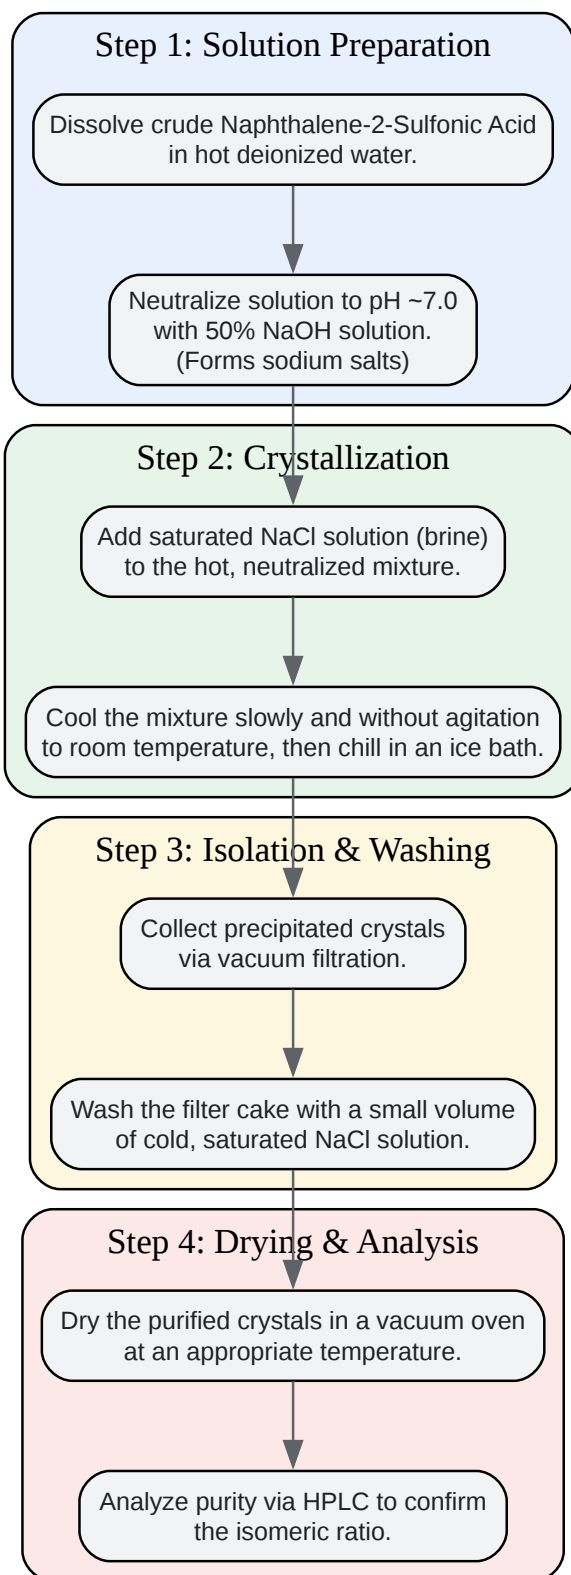 Step 1: Solution Preparation
Dissolve crude Naphthalene-2-Sulfonic Acid
in hot deionized water.
Neutralize solution to pH ~7.0
with 50% NaOH solution.
(Forms sodium salts)
Step 2: Crystallization
Add saturated NaCl solution (brine)
to the hot, neutralized mixture.
Cool the mixture slowly and without agitation
to room temperature, then chill in an ice bath.
Step 3: Isolation & Washing
Collect precipitated crystals
via vacuum filtration.
Wash the filter cake with a small volume
of cold, saturated NaCl solution.
Step 4: Drying & Analysis
Dry the purified crystals in a vacuum oven
at an appropriate temperature.
Analyze purity via HPLC to confirm
the isomeric ratio.